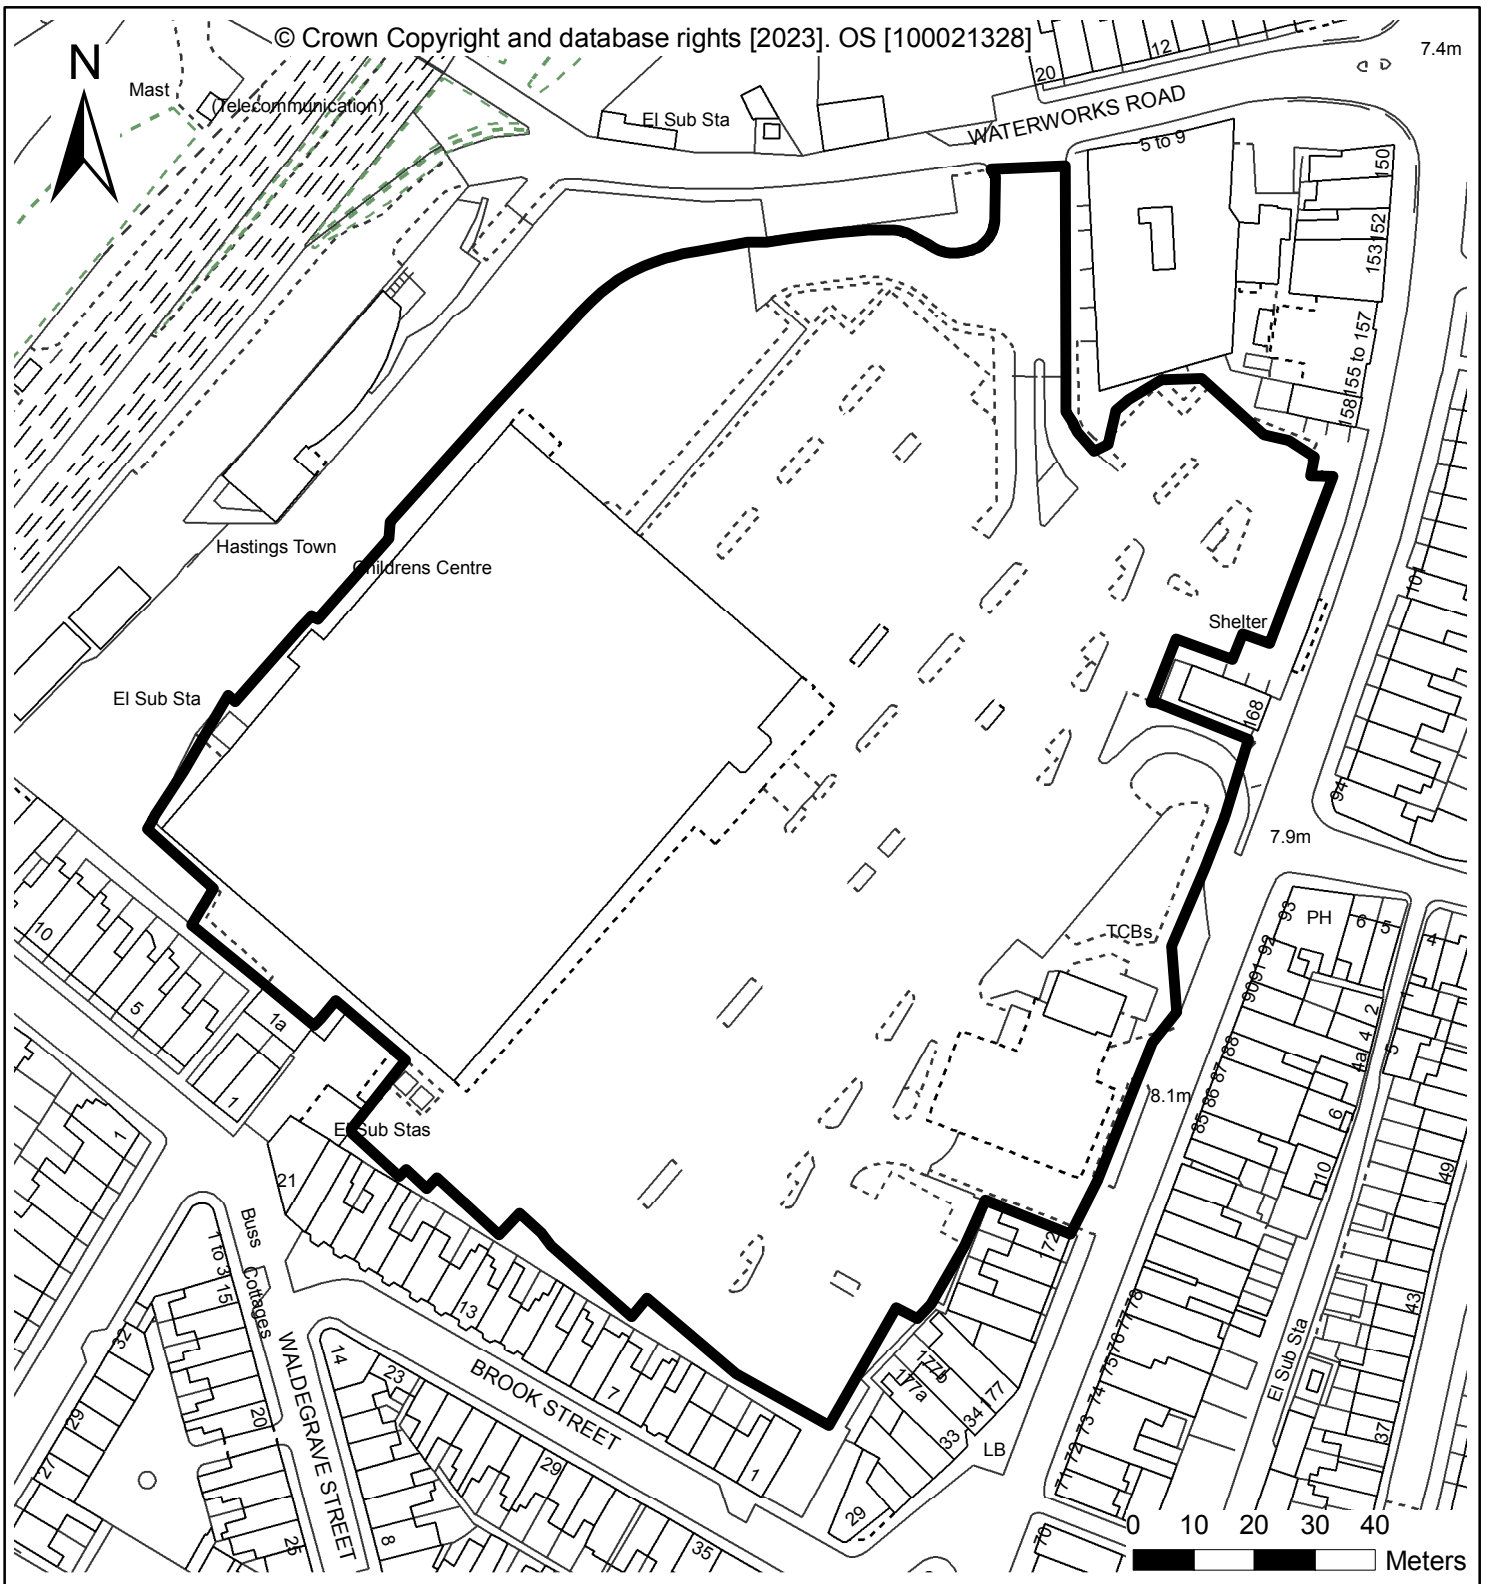 © Crown Copyright and database rights [2023]. OS [100021328]
N
7.4m
12
20
Mast
(Telecommunication)
El Sub Sta
WATERWORKS ROAD
5 to 9
150
152
153
155 to 157
158
Hastings Town
Childrens Centre
101
Shelter
El Sub Sta
168
94
7.9m
93
PH
6
5
4
92
91
90
TCBs
10
5
1a
1
2
1
4
4a
5
88
87
86
85
8.1m
6
El Sub Stas
1
21
10
49
172
Buss Cottages
1 to 3
15
13
43
78
77
76
75
74
73
72
71
El Sub Sta
32
WALDEGRAVE STREET
14
23
BROOK STREET
7
177b
177a
177
34
33
LB
29
20
27
29
1
37
25
8
35
29
70
0 10 20 30 40
Meters